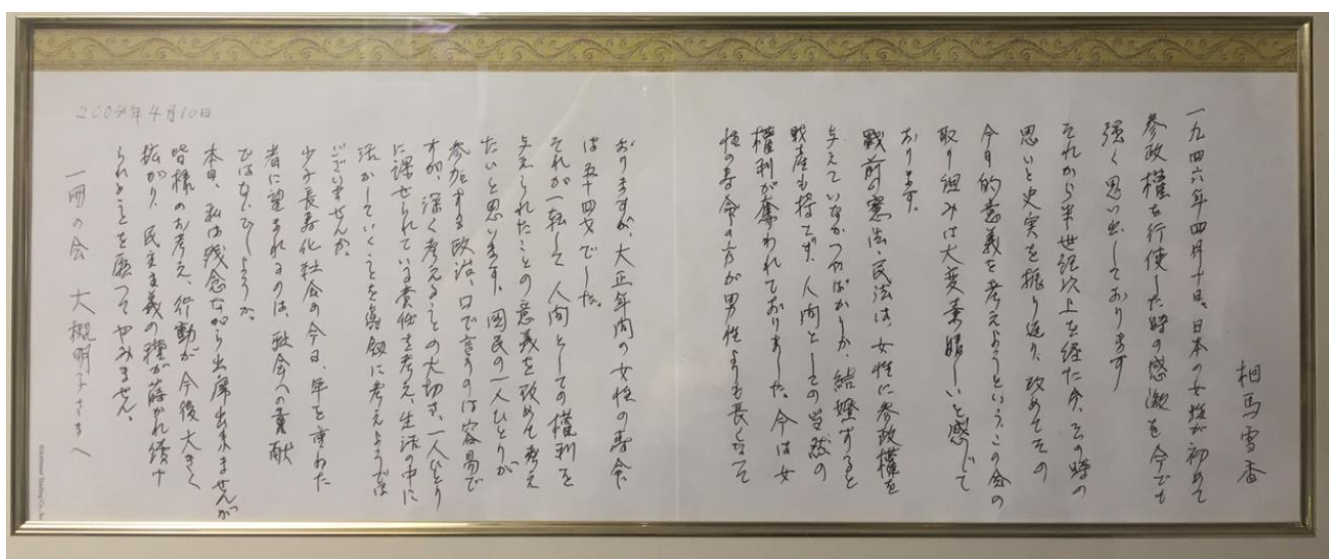 相馬雪香
一九四六年四月十日、日本の女性が初めて
参政権を行使した時の感激を今でも
強く思い出しております
それから半世紀以上を経た今、その時の
思いと史実を振り返り、改めてその
今日的意義を考えようという、この会の
取り組みは大変素晴しいと感じて
おります。
戦前の憲法、民法は、女性に参政権を
与えていなかったばかりか、結婚すると
財産も持てず、人間としての当然の
権利が奪われておりました。今は女
性の寿命の方が男性よりも長くなって
おりますが、大正年間の女性の寿命
は五十四才でした。
それが一転して人間としての権利を
与えられたことの意義を改めて考え
たいと思います。国民の一人ひとりが
参加する政治、口で言うのは容易で
すが、深く考えることの大切さ、一人ひとり
に課せられている責任を考え、生活の中に
活かしていくことを真剣に考えようでは
ございませんか。
少子長寿化社会の今日、年を重ねた
者に望まれるのは、社会への貢献
ではないでしょうか。
本日、私は残念ながら出席出来ませんが
皆様のお考え、行動が今後大きく
拡がり、民主主義の種が蒔かれ続け
られることを願ってやみません。
2004年4月10日
一冊の会 大槻明子さまへ